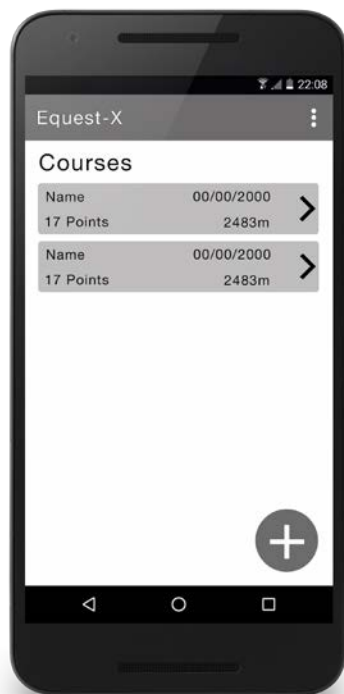 22:08
Equest-X
Courses
Name 00/00/2000
17 Points 2483m
Name 00/00/2000
17 Points 2483m